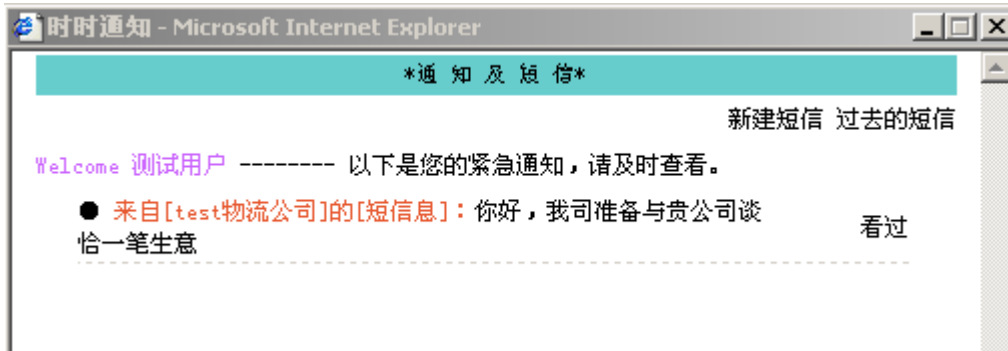 时时通知 - Microsoft Internet Explorer
*通 知 及 短 信*
新建短信 过去的短信
Welcome 测试用户 -------- 以下是您的紧急通知，请及时查看。
● 来自[test物流公司]的[短信息]：你好，我司准备与贵公司谈
恰一笔生意
看过